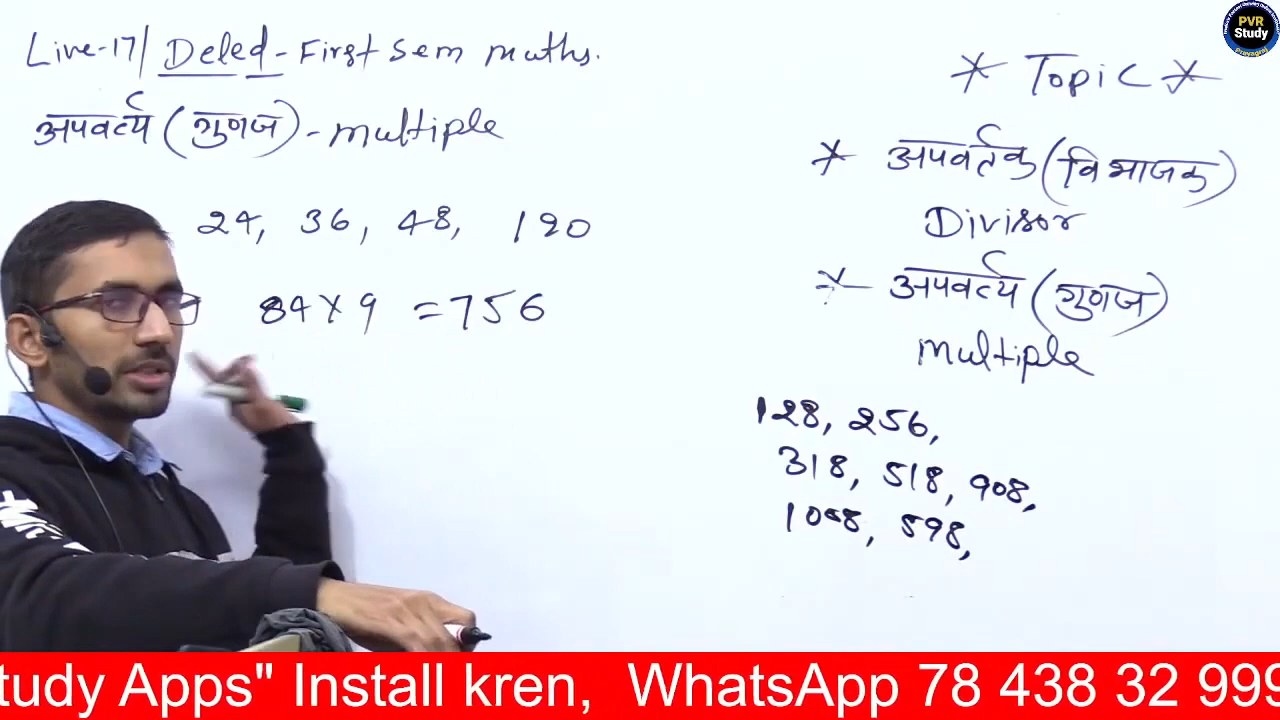 Live-17/ Deled-First Sem maths.
अपवर्त्य (गुणज) - multiple
24, 36, 48, 120
84 x 9 = 756
* Topic *
* अपवर्तक (विभाजक)
Divisor
* अपवर्त्य (गुणज)
multiple
128, 256,
318, 518, 908,
1058, 598,
PVR
Study
Prayagraj
tudy Apps" Install kren, WhatsApp 78 438 32 999